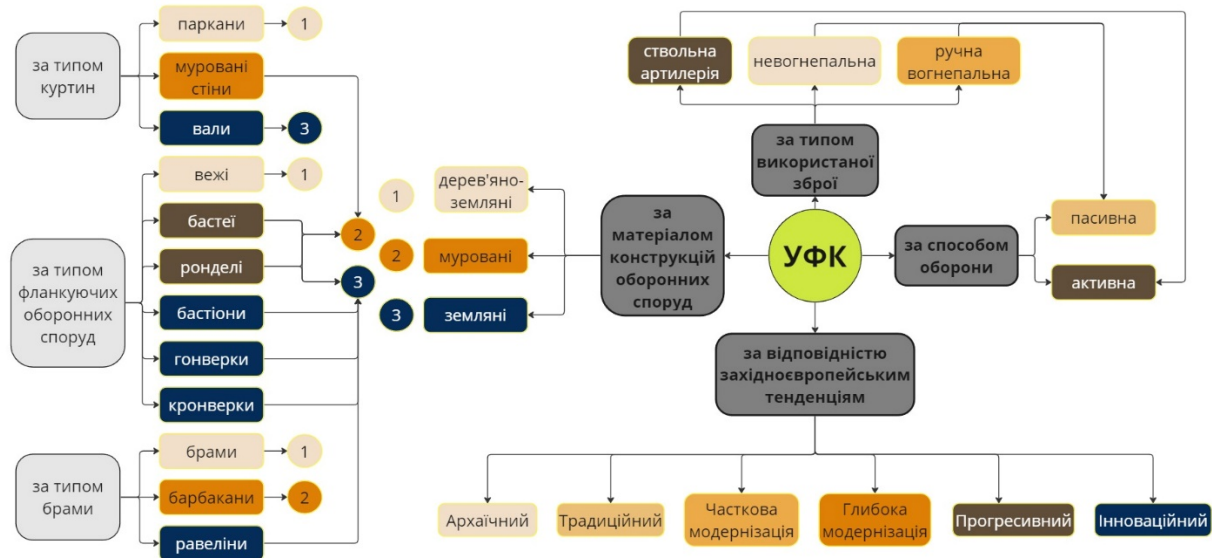 за типом
куртин
паркани
1
муровані
стіни
вали
3
за типом
фланкуючих
оборонних
споруд
вежі
1
бастеї
ронделі
бастіони
гонверки
кронверки
2
3
за типом
брами
брами
1
барбакани
2
равеліни
1
дерев'яно-
земляні
2
муровані
3
земляні
за
матеріалом
конструкцій
оборонних
споруд
УФК
ствольна
артилерія
невогнепальна
ручна
вогнепальна
за типом
використаної
зброї
за способом
оборони
пасивна
активна
за відповідністю
західноєвропейським
тенденціям
Архаїчний
Традиційний
Часткова
модернізація
Глибока
модернізація
Прогресивний
Інноваційний